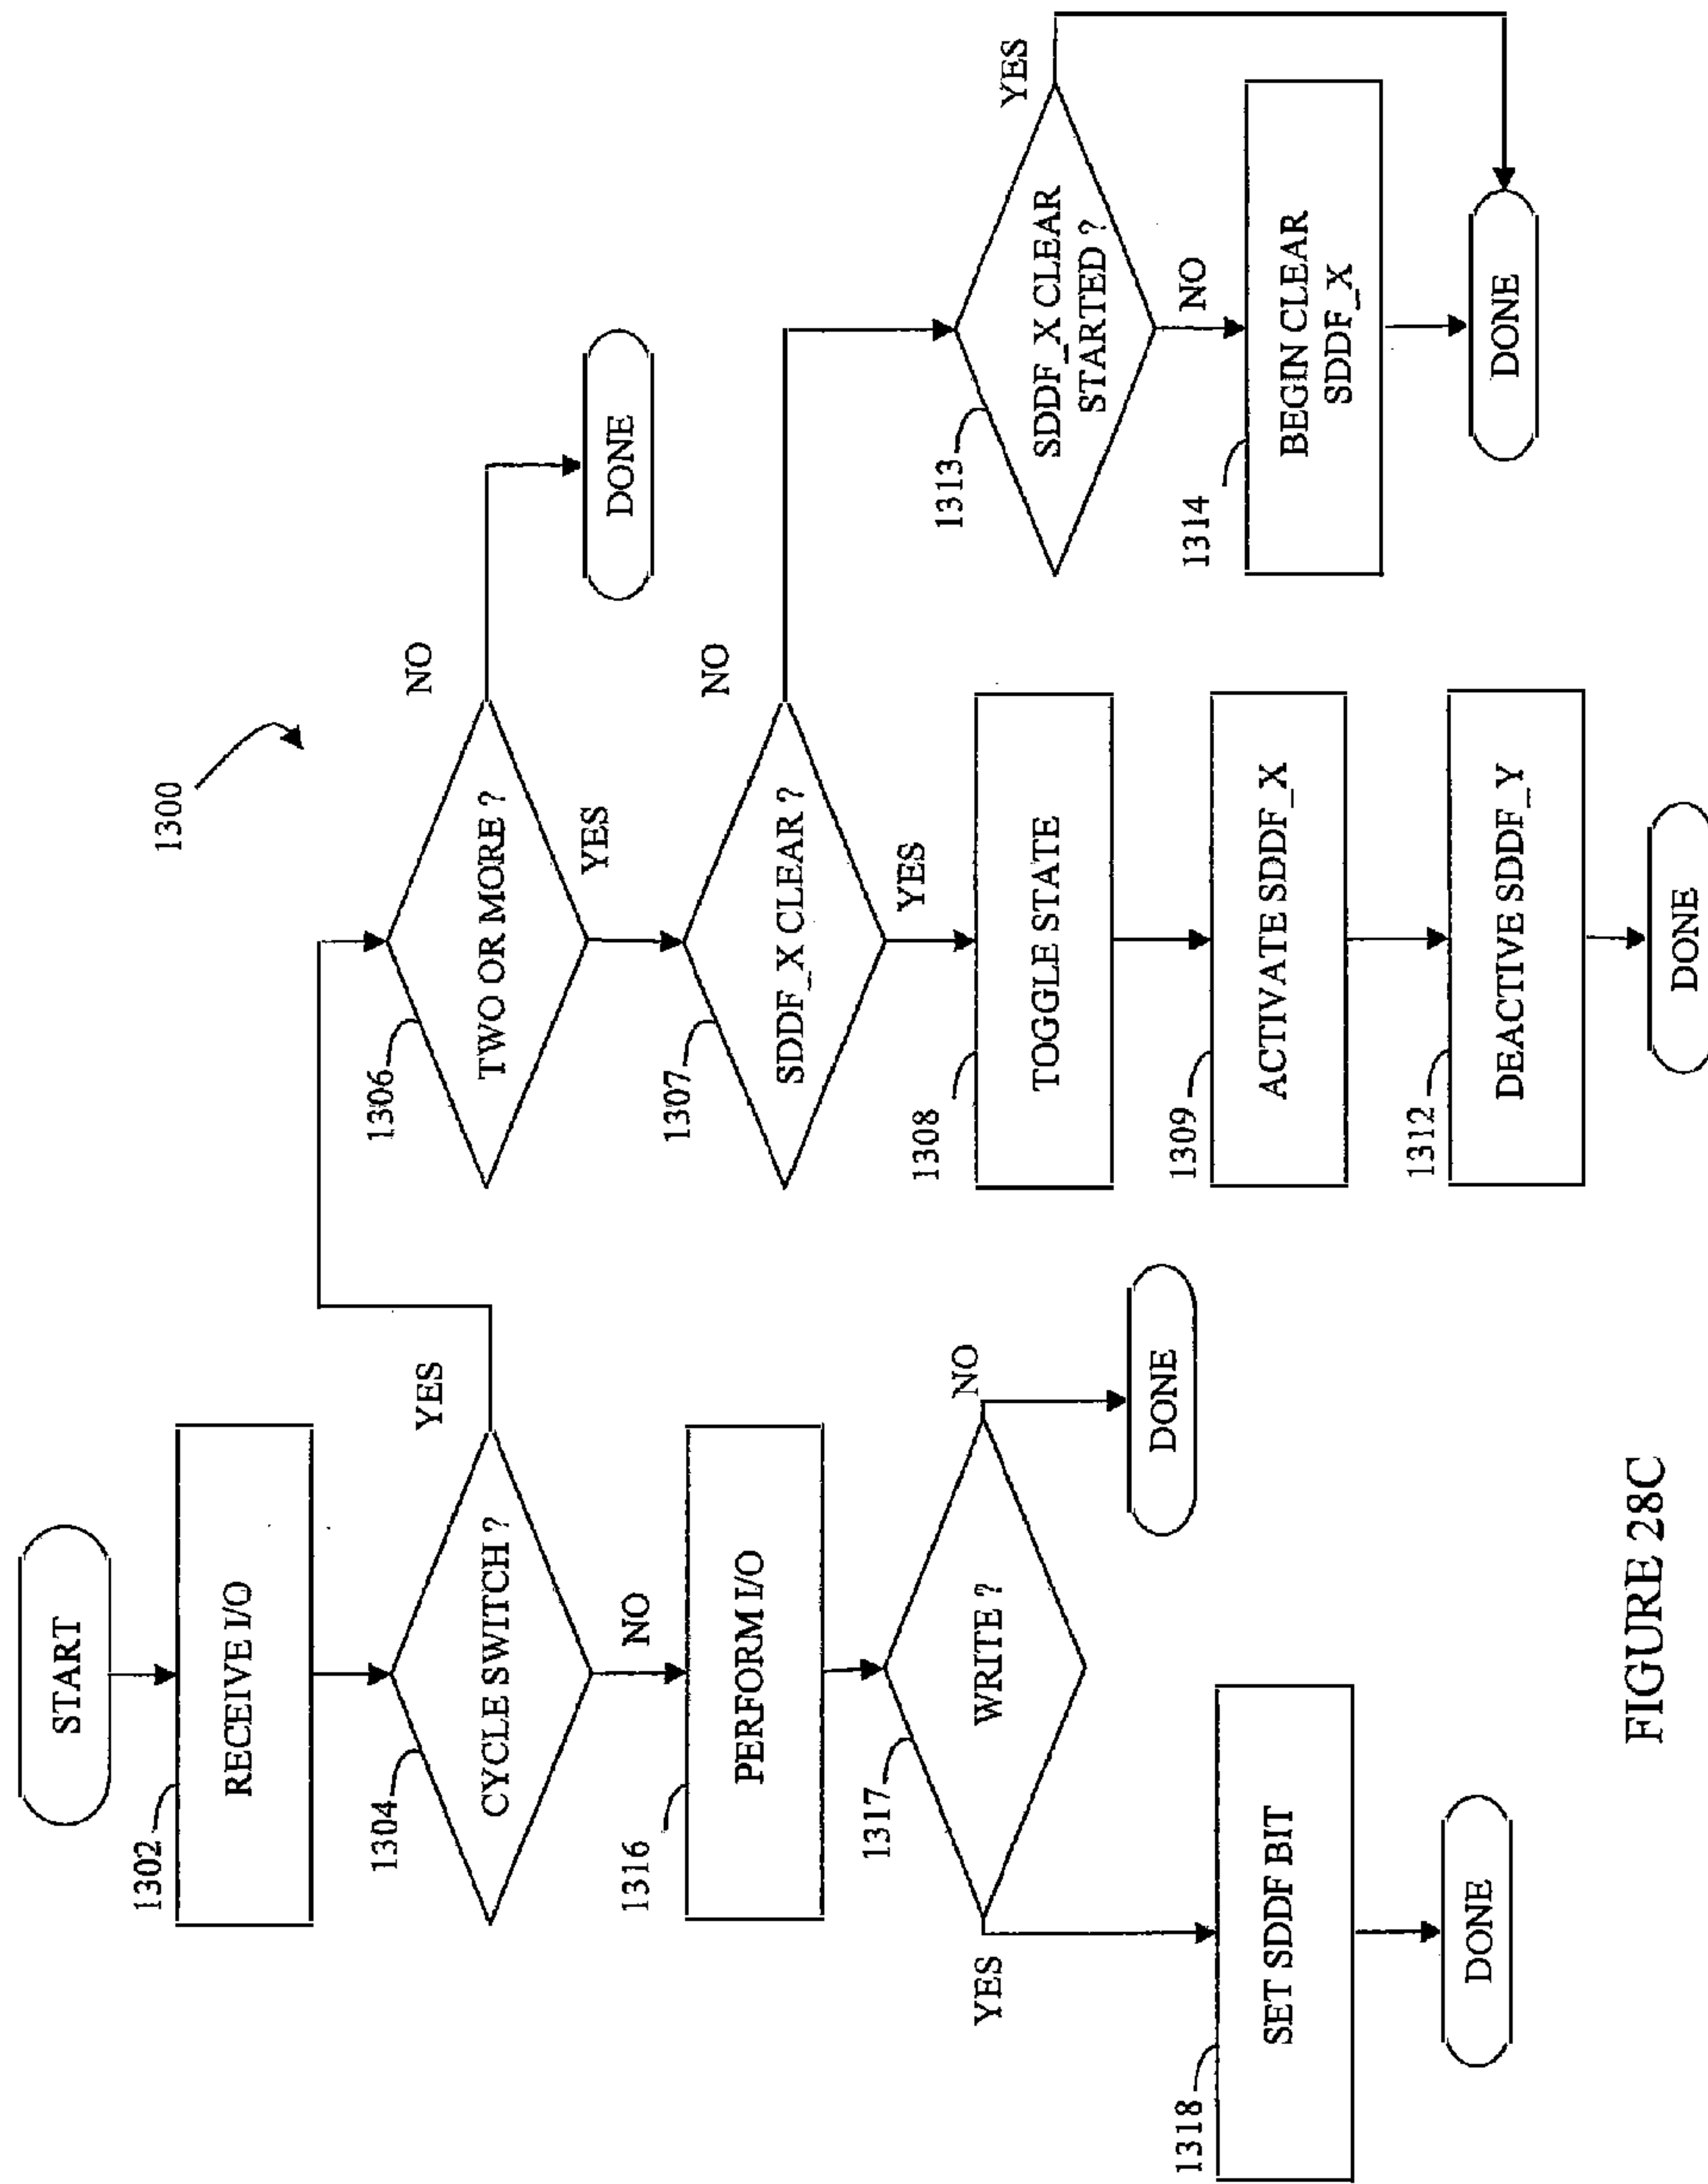 1300
START
1302
RECEIVE I/O
1304
CYCLE SWITCH ?
YES
NO
1316
PERFORM I/O
1317
WRITE ?
NO
DONE
YES
1318
SET SDDF BIT
DONE
1306
TWO OR MORE ?
NO
DONE
YES
1307
SDDF_X CLEAR ?
NO
YES
1308
TOGGLE STATE
1309
ACTIVATE SDDF_X
1312
DEACTIVE SDDF_Y
DONE
1313
SDDF_X CLEAR
STARTED ?
YES
NO
1314
BEGIN CLEAR
SDDF_X
DONE
FIGURE 28C